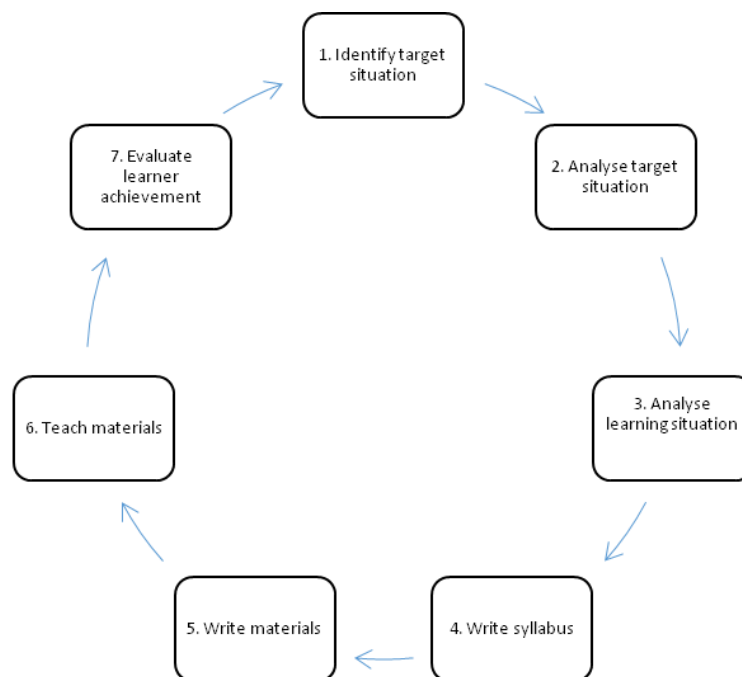 1. Identify target
situation
2. Analyse target
situation
3. Analyse
learning situation
4. Write syllabus
5. Write materials
6. Teach materials
7. Evaluate
learner
achievement